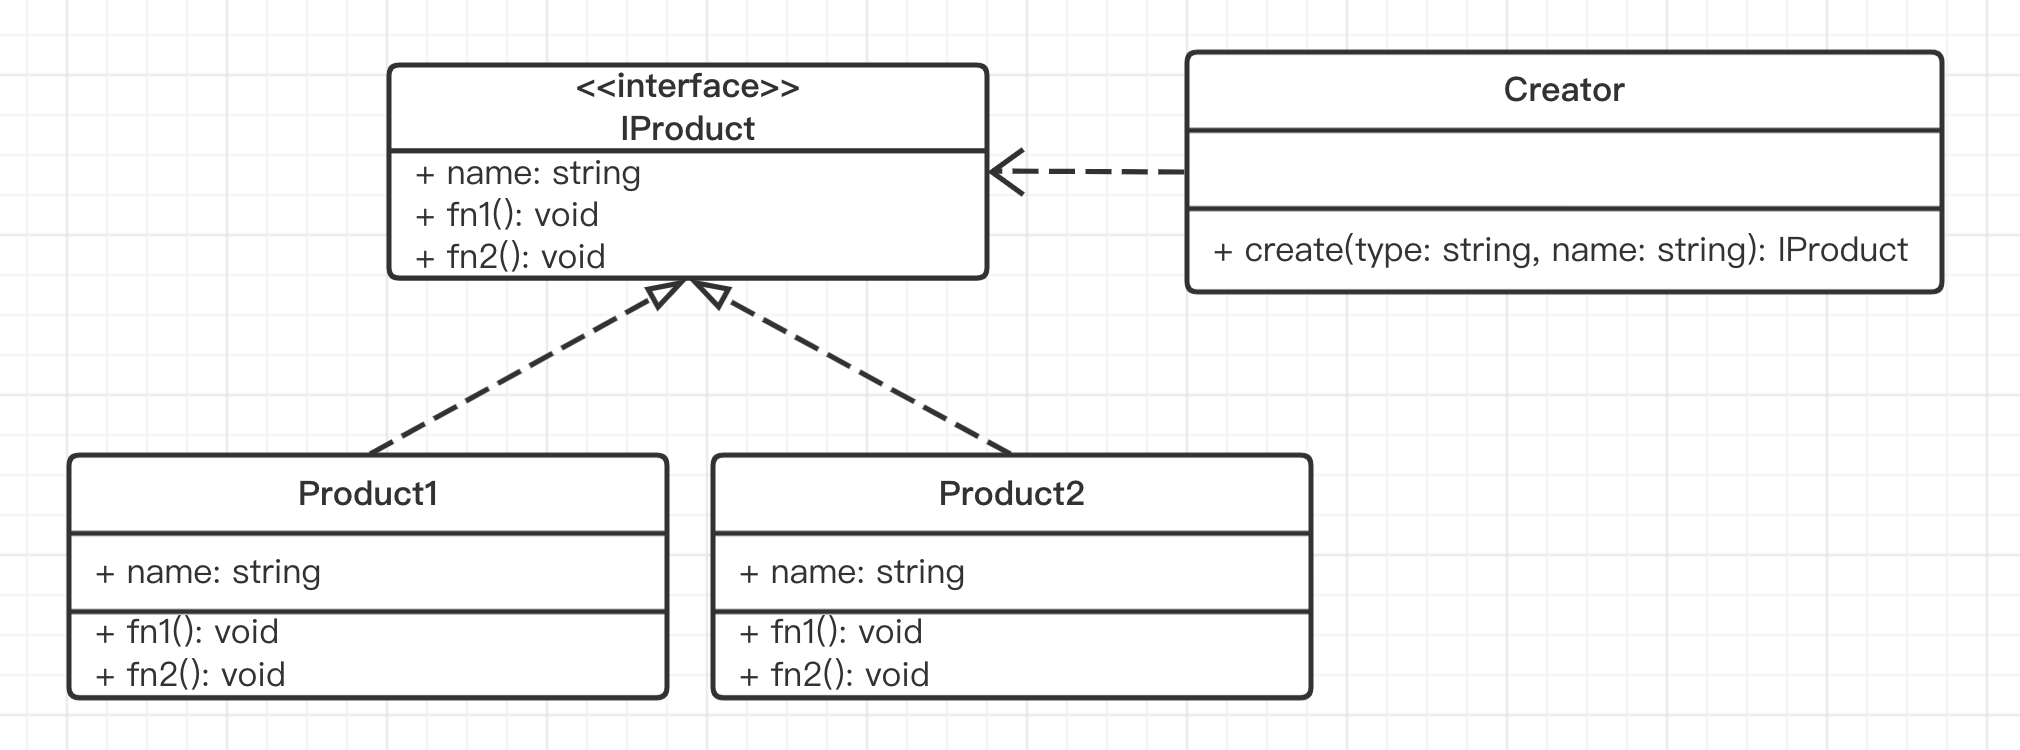 <<interface>>
IProduct
+ name: string
+ fn1(): void
+ fn2(): void
Creator
+ create(type: string, name: string): IProduct
Product1
+ name: string
+ fn1(): void
+ fn2(): void
Product2
+ name: string
+ fn1(): void
+ fn2(): void